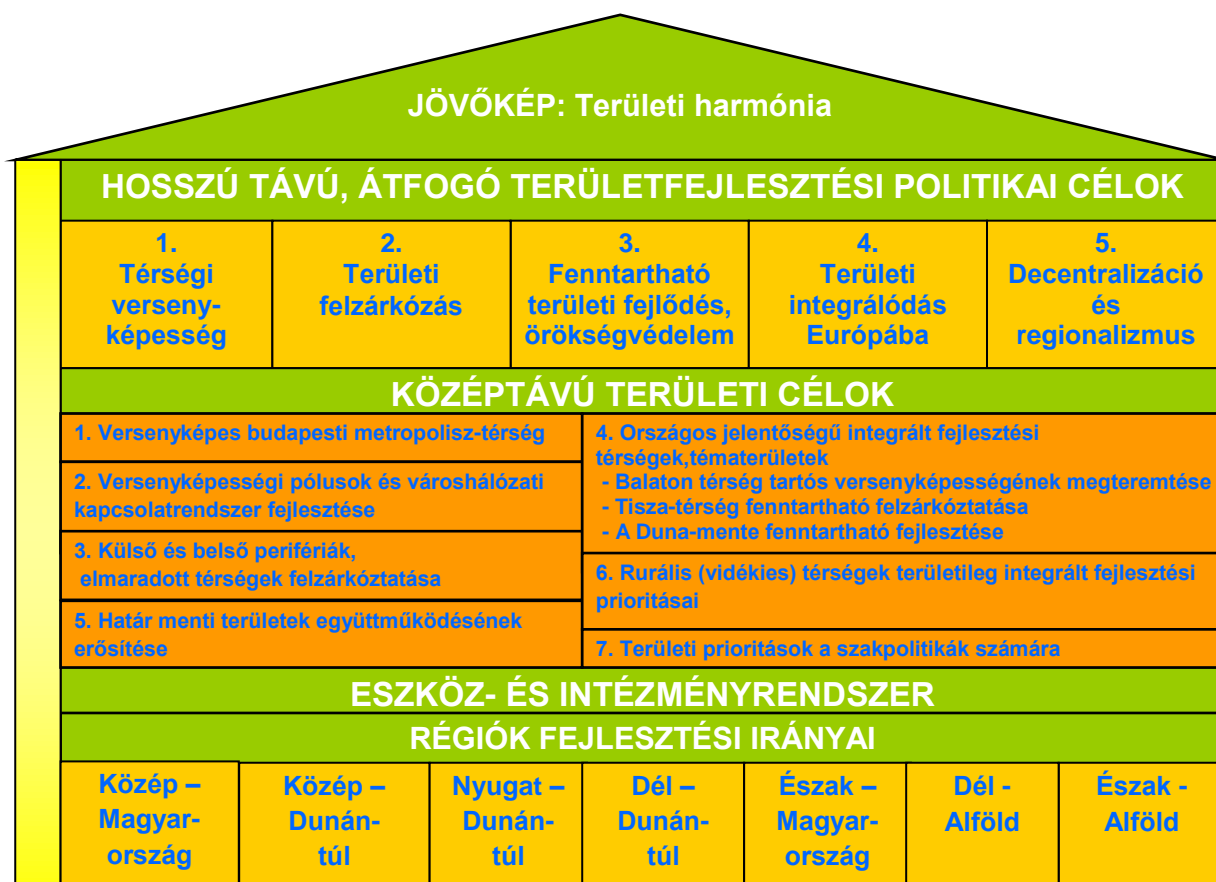 JÖVŐKÉP: Területi harmónia
HOSSZÚ TÁVÚ, ÁTFOGÓ TERÜLETFEJLESZTÉSI POLITIKAI CÉLOK
1.
Térségi
verseny-
képesség
2.
Területi
felzárkózás
3.
Fenntartható
területi fejlődés,
örökségvédelem
4.
Területi
integrálódás
Európába
5.
Decentralizáció
és
regionalizmus
KÖZÉPTÁVÚ TERÜLETI CÉLOK
1. Versenyképes budapesti metropolisz-térség
2. Versenyképességi pólusok és városhálózati
kapcsolatrendszer fejlesztése
3. Külső és belső perifériák,
elmaradott térségek felzárkóztatása
5. Határ menti területek együttműködésének
erősítése
4. Országos jelentőségű integrált fejlesztési
térségek,tématerületek
- Balaton térség tartós versenyképességének megteremtése
- Tisza-térség fenntartható felzárkóztatása
- A Duna-mente fenntartható fejlesztése
6. Rurális (vidékies) térségek területileg integrált fejlesztési
prioritásai
7. Területi prioritások a szakpolitikák számára
ESZKÖZ- ÉS INTÉZMÉNYRENDSZER
RÉGIÓK FEJLESZTÉSI IRÁNYAI
Közép –
Magyar-
ország
Közép –
Dunán-
túl
Nyugat –
Dunán-
túl
Dél –
Dunán-
túl
Észak –
Magyar-
ország
Dél -
Alföld
Észak -
Alföld